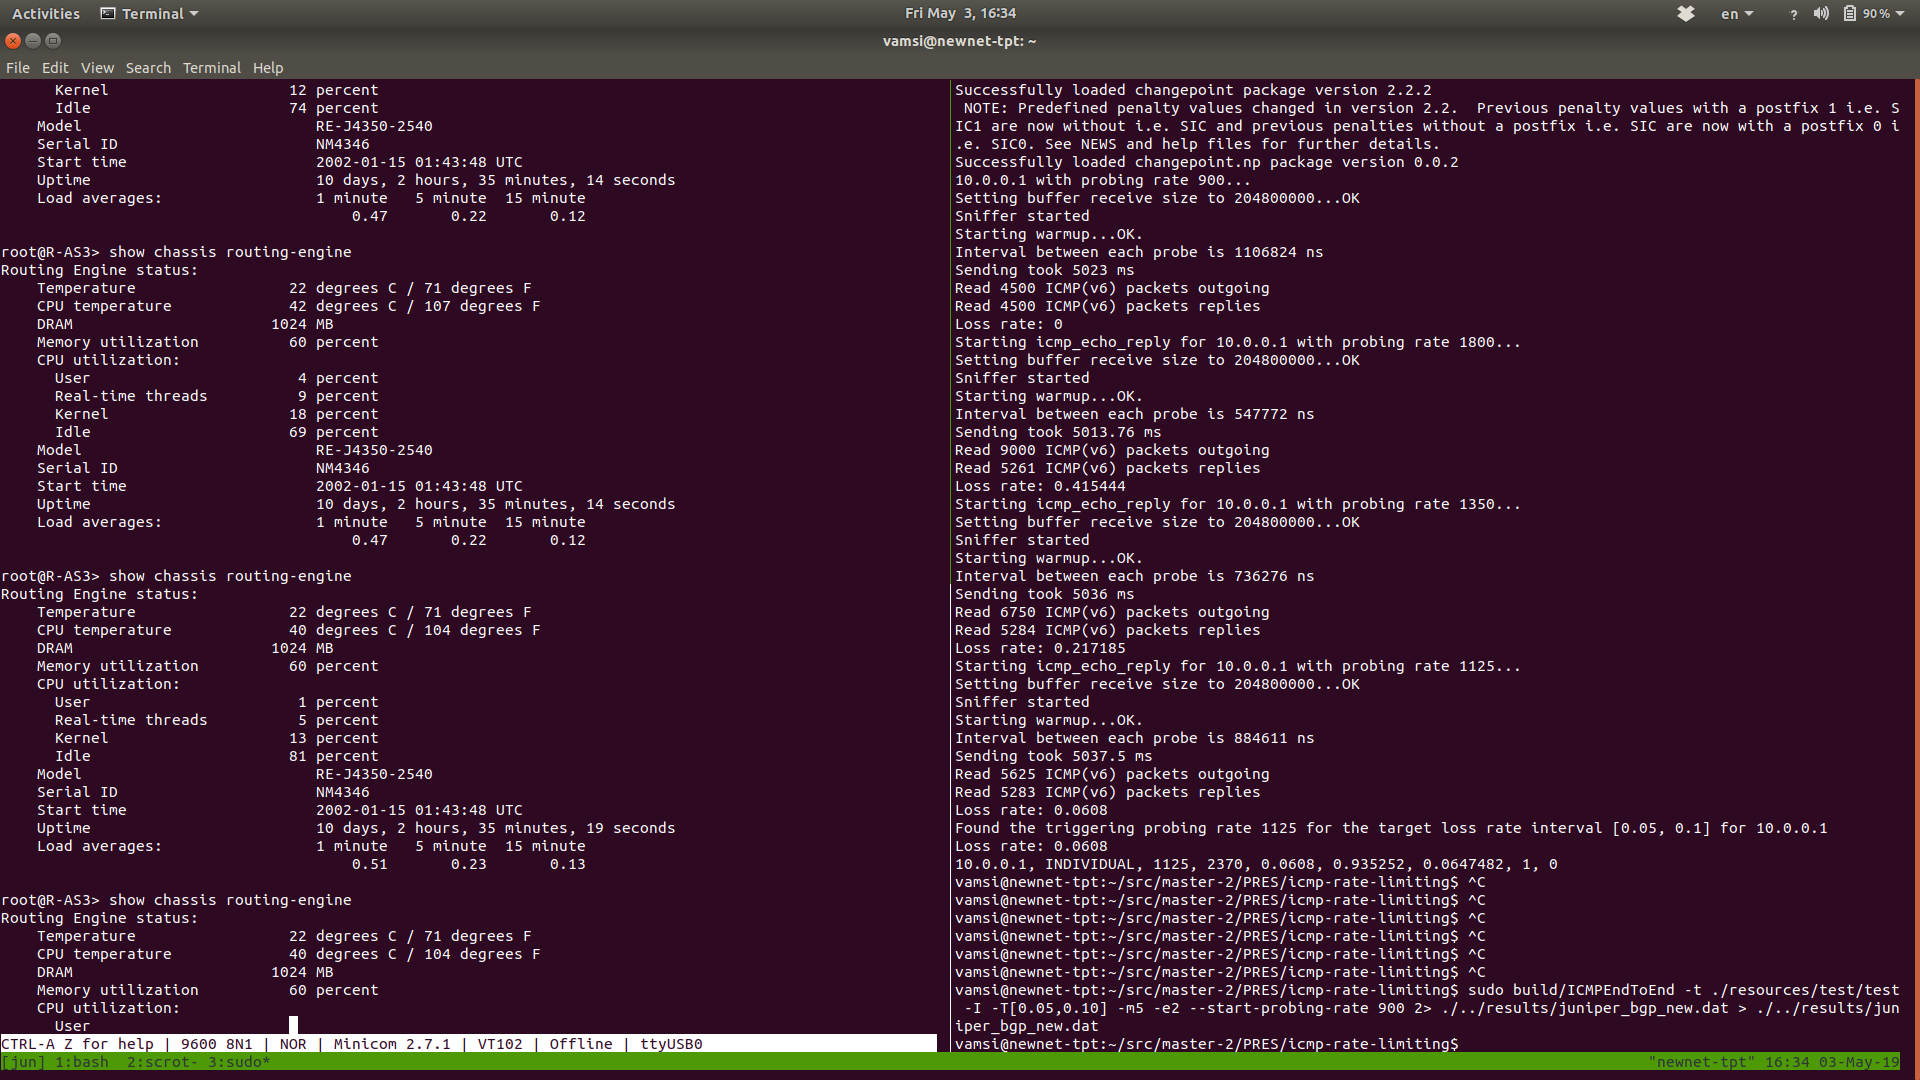 Activities Terminal Fri May 3, 16:34 en ? 90 %
vamsi@newnet-tpt: ~
File Edit View Search Terminal Help
Kernel 12 percent
Idle 74 percent
Model RE-J4350-2540
Serial ID NM4346
Start time 2002-01-15 01:43:48 UTC
Uptime 10 days, 2 hours, 35 minutes, 14 seconds
Load averages: 1 minute 5 minute 15 minute
0.47 0.22 0.12
root@R-AS3> show chassis routing-engine
Routing Engine status:
Temperature 22 degrees C / 71 degrees F
CPU temperature 42 degrees C / 107 degrees F
DRAM 1024 MB
Memory utilization 60 percent
CPU utilization:
User 4 percent
Real-time threads 9 percent
Kernel 18 percent
Idle 69 percent
Model RE-J4350-2540
Serial ID NM4346
Start time 2002-01-15 01:43:48 UTC
Uptime 10 days, 2 hours, 35 minutes, 14 seconds
Load averages: 1 minute 5 minute 15 minute
0.47 0.22 0.12
root@R-AS3> show chassis routing-engine
Routing Engine status:
Temperature 22 degrees C / 71 degrees F
CPU temperature 40 degrees C / 104 degrees F
DRAM 1024 MB
Memory utilization 60 percent
CPU utilization:
User 1 percent
Real-time threads 5 percent
Kernel 13 percent
Idle 81 percent
Model RE-J4350-2540
Serial ID NM4346
Start time 2002-01-15 01:43:48 UTC
Uptime 10 days, 2 hours, 35 minutes, 19 seconds
Load averages: 1 minute 5 minute 15 minute
0.51 0.23 0.13
root@R-AS3> show chassis routing-engine
Routing Engine status:
Temperature 22 degrees C / 71 degrees F
CPU temperature 40 degrees C / 104 degrees F
DRAM 1024 MB
Memory utilization 60 percent
CPU utilization:
User
CTRL-A Z for help | 9600 8N1 | NOR | Minicom 2.7.1 | VT102 | Offline | ttyUSB0
Successfully loaded changepoint package version 2.2.2
NOTE: Predefined penalty values changed in version 2.2. Previous penalty values with a postfix 1 i.e. S
IC1 are now without i.e. SIC and previous penalties without a postfix i.e. SIC are now with a postfix 0 i
.e. SIC0. See NEWS and help files for further details.
Successfully loaded changepoint.np package version 0.0.2
10.0.0.1 with probing rate 900...
Setting buffer receive size to 204800000...OK
Sniffer started
Starting warmup...OK.
Interval between each probe is 1106824 ns
Sending took 5023 ms
Read 4500 ICMP(v6) packets outgoing
Read 4500 ICMP(v6) packets replies
Loss rate: 0
Starting icmp_echo_reply for 10.0.0.1 with probing rate 1800...
Setting buffer receive size to 204800000...OK
Sniffer started
Starting warmup...OK.
Interval between each probe is 547772 ns
Sending took 5013.76 ms
Read 9000 ICMP(v6) packets outgoing
Read 5261 ICMP(v6) packets replies
Loss rate: 0.415444
Starting icmp_echo_reply for 10.0.0.1 with probing rate 1350...
Setting buffer receive size to 204800000...OK
Sniffer started
Starting warmup...OK.
Interval between each probe is 736276 ns
Sending took 5036 ms
Read 6750 ICMP(v6) packets outgoing
Read 5284 ICMP(v6) packets replies
Loss rate: 0.217185
Starting icmp_echo_reply for 10.0.0.1 with probing rate 1125...
Setting buffer receive size to 204800000...OK
Sniffer started
Starting warmup...OK.
Interval between each probe is 884611 ns
Sending took 5037.5 ms
Read 5625 ICMP(v6) packets outgoing
Read 5283 ICMP(v6) packets replies
Loss rate: 0.0608
Found the triggering probing rate 1125 for the target loss rate interval [0.05, 0.1] for 10.0.0.1
Loss rate: 0.0608
10.0.0.1, INDIVIDUAL, 1125, 2370, 0.0608, 0.935252, 0.0647482, 1, 0
vamsi@newnet-tpt:~/src/master-2/PRES/icmp-rate-limiting$ ^C
vamsi@newnet-tpt:~/src/master-2/PRES/icmp-rate-limiting$ ^C
vamsi@newnet-tpt:~/src/master-2/PRES/icmp-rate-limiting$ ^C
vamsi@newnet-tpt:~/src/master-2/PRES/icmp-rate-limiting$ ^C
vamsi@newnet-tpt:~/src/master-2/PRES/icmp-rate-limiting$ ^C
vamsi@newnet-tpt:~/src/master-2/PRES/icmp-rate-limiting$ ^C
vamsi@newnet-tpt:~/src/master-2/PRES/icmp-rate-limiting$ sudo build/ICMPEndToEnd -t ./resources/test/test
-I -T[0.05,0.10] -m5 -e2 --start-probing-rate 900 2> ./../results/juniper_bgp_new.dat > ./../results/jun
iper_bgp_new.dat
vamsi@newnet-tpt:~/src/master-2/PRES/icmp-rate-limiting$
[jun] 1:bash 2:scrot- 3:sudo* "newnet-tpt" 16:34 03-May-19